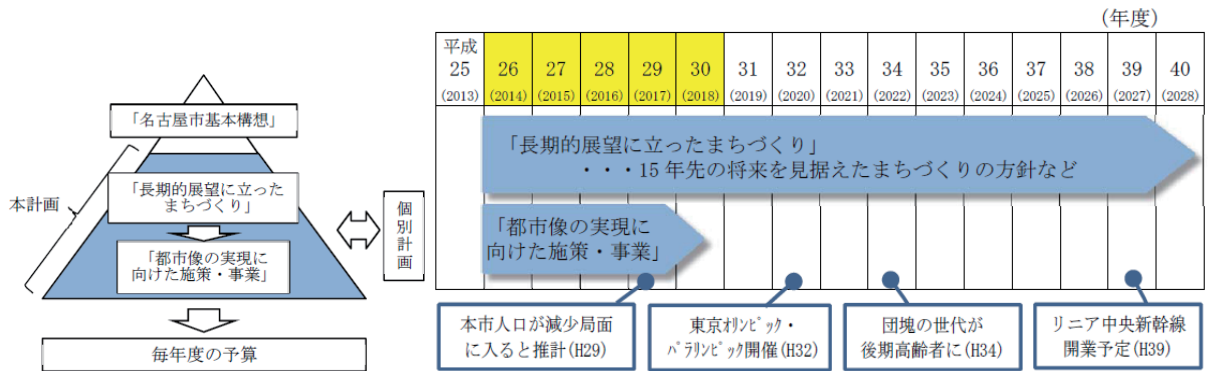 「名古屋市基本構想」
本計画
「長期的展望に立った
まちづくり」
「都市像の実現に
向けた施策・事業」
個別計画
毎年度の予算
(年度)
平成
25 26 27 28 29 30 31 32 33 34 35 36 37 38 39 40
(2013) (2014) (2015) (2016) (2017) (2018) (2019) (2020) (2021) (2022) (2023) (2024) (2025) (2026) (2027) (2028)
「長期的展望に立ったまちづくり」
・・・15年先の将来を見据えたまちづくりの方針など
「都市像の実現に
向けた施策・事業」
本市人口が減少局面
に入ると推計(H29)
東京ｵﾘﾝﾋﾟｯｸ・
ﾊﾟﾗﾘﾝﾋﾟｯｸ開催(H32)
団塊の世代が
後期高齢者に(H34)
リニア中央新幹線
開業予定(H39)